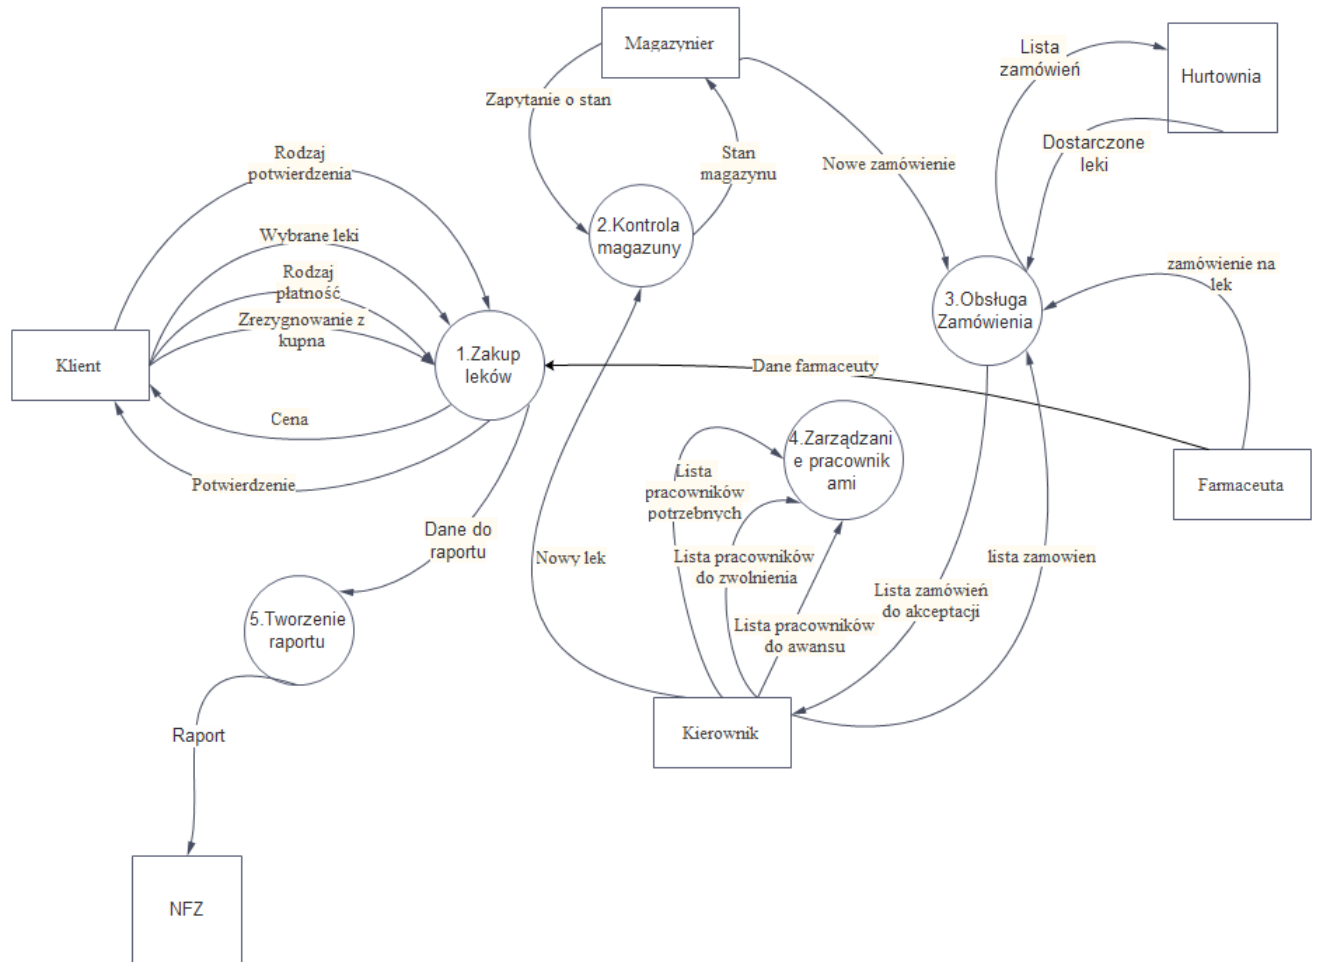 Magazynier
Lista
zamówień
Hurtownia
Zapytanie o stan
Dostarczone
leki
Rodzaj
potwierdzenia
Stan
magazynu
Nowe zamówienie
2.Kontrola
magazuny
Wybrane leki
zamówienie na
lek
Rodzaj
płatność
3.Obsługa
Zamówienia
Zrezygnowanie z
kupna
Klient
1.Zakup
leków
Dane farmaceuty
Cena
4.Zarządzani
e pracownik
ami
Potwierdzenie
Lista
pracowników
potrzebnych
Farmaceuta
Dane do
raportu
Nowy lek
Lista pracowników
do zwolnienia
lista zamowien
Lista zamówień
do akceptacji
5.Tworzenie
raportu
Lista pracowników
do awansu
Raport
Kierownik
NFZ